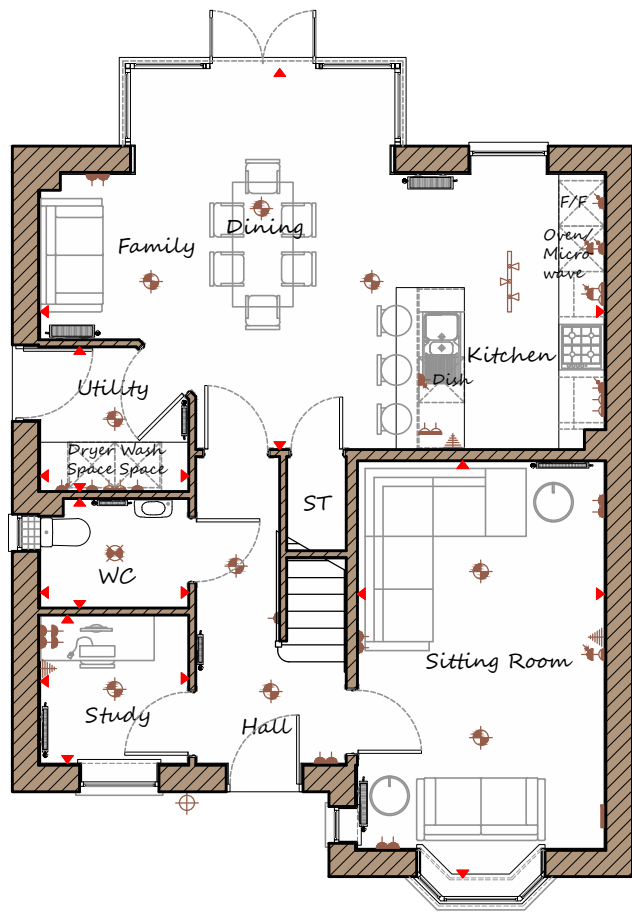 F/F
Dining
Oven/
Family
Micro
wave
Kitchen
Dish
Utility
Dryer Wash
Space Space
ST
WC
Sitting Room
Study
Hall